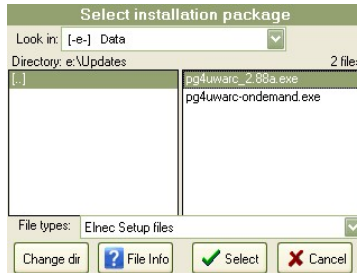 Select installation package
Look in: [-e-] Data
Directory: e:\Updates 2 files
[..]
pg4uwarc_2.88a.exe
pg4uwarc-ondemand.exe
File types: Elnec Setup files
Change dir ? File Info Select Cancel